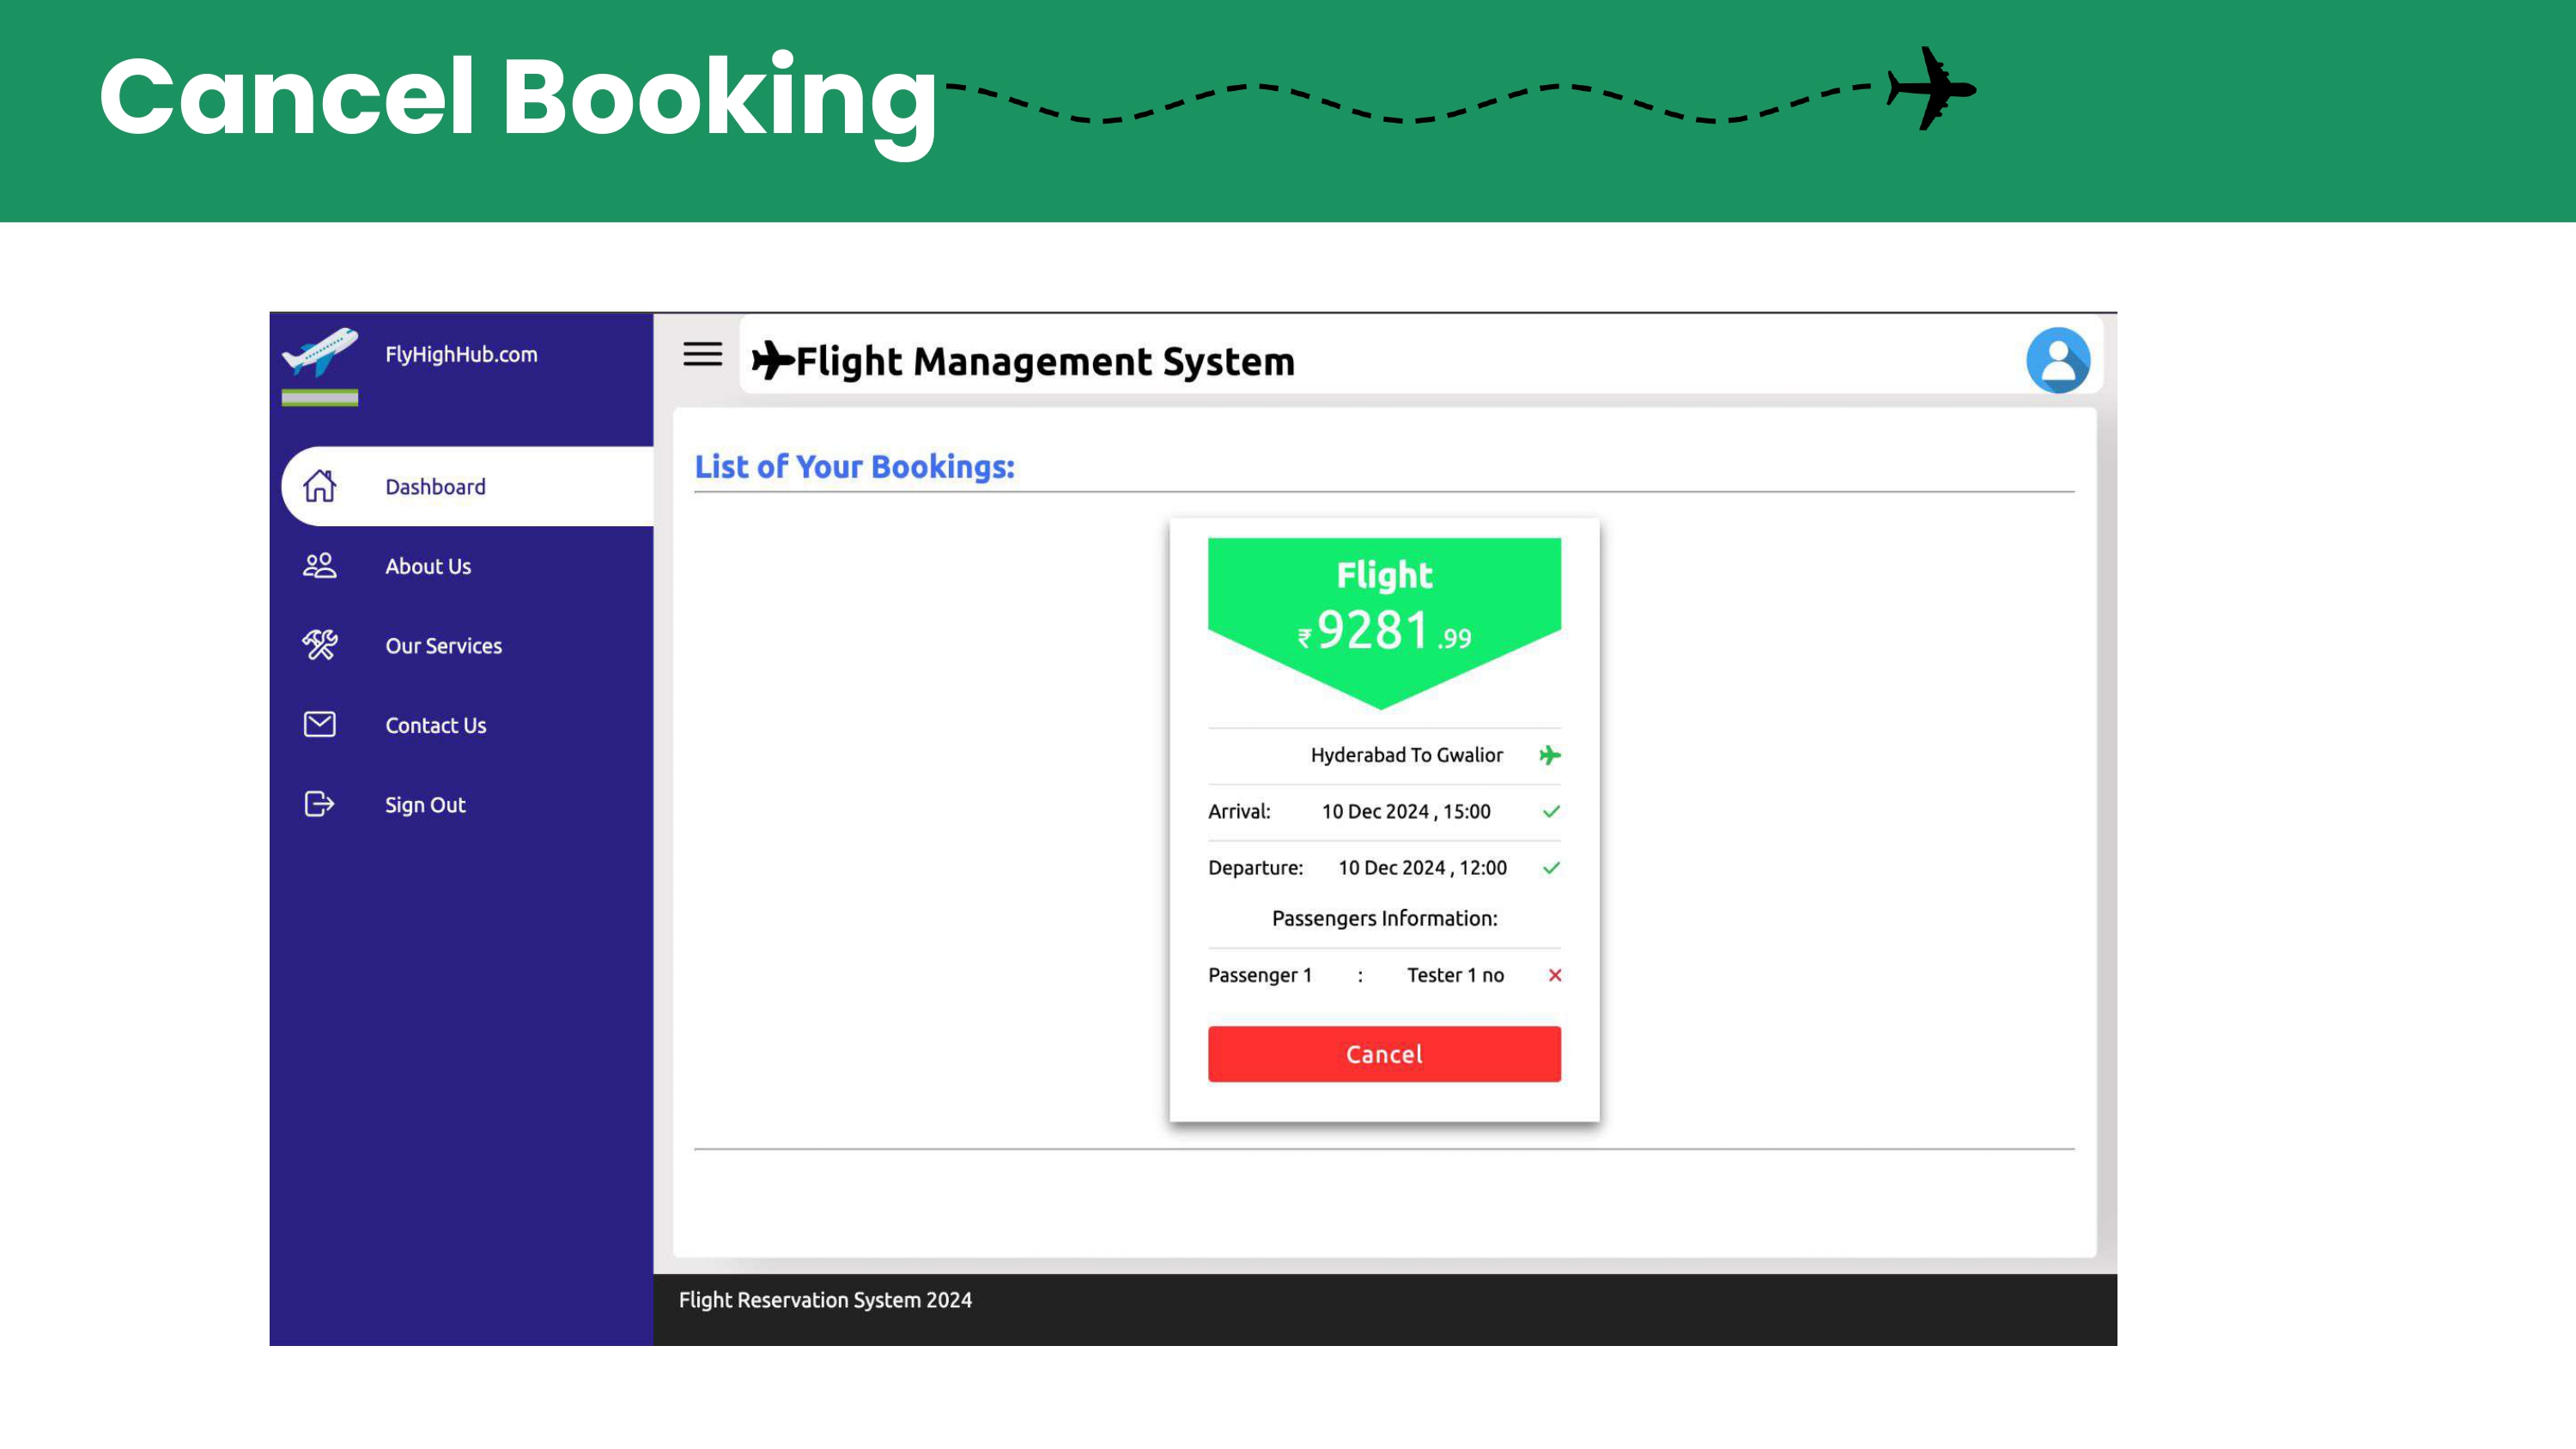 Cancel Booking
FlyHighHub.com
Flight Management System
Dashboard
About Us
Our Services
Contact Us
Sign Out
List of Your Bookings:
Flight
₹9281.99
Hyderabad To Gwalior
Arrival: 10 Dec 2024 , 15:00
Departure: 10 Dec 2024 , 12:00
Passengers Information:
Passenger 1 : Tester 1 no
Cancel
Flight Reservation System 2024